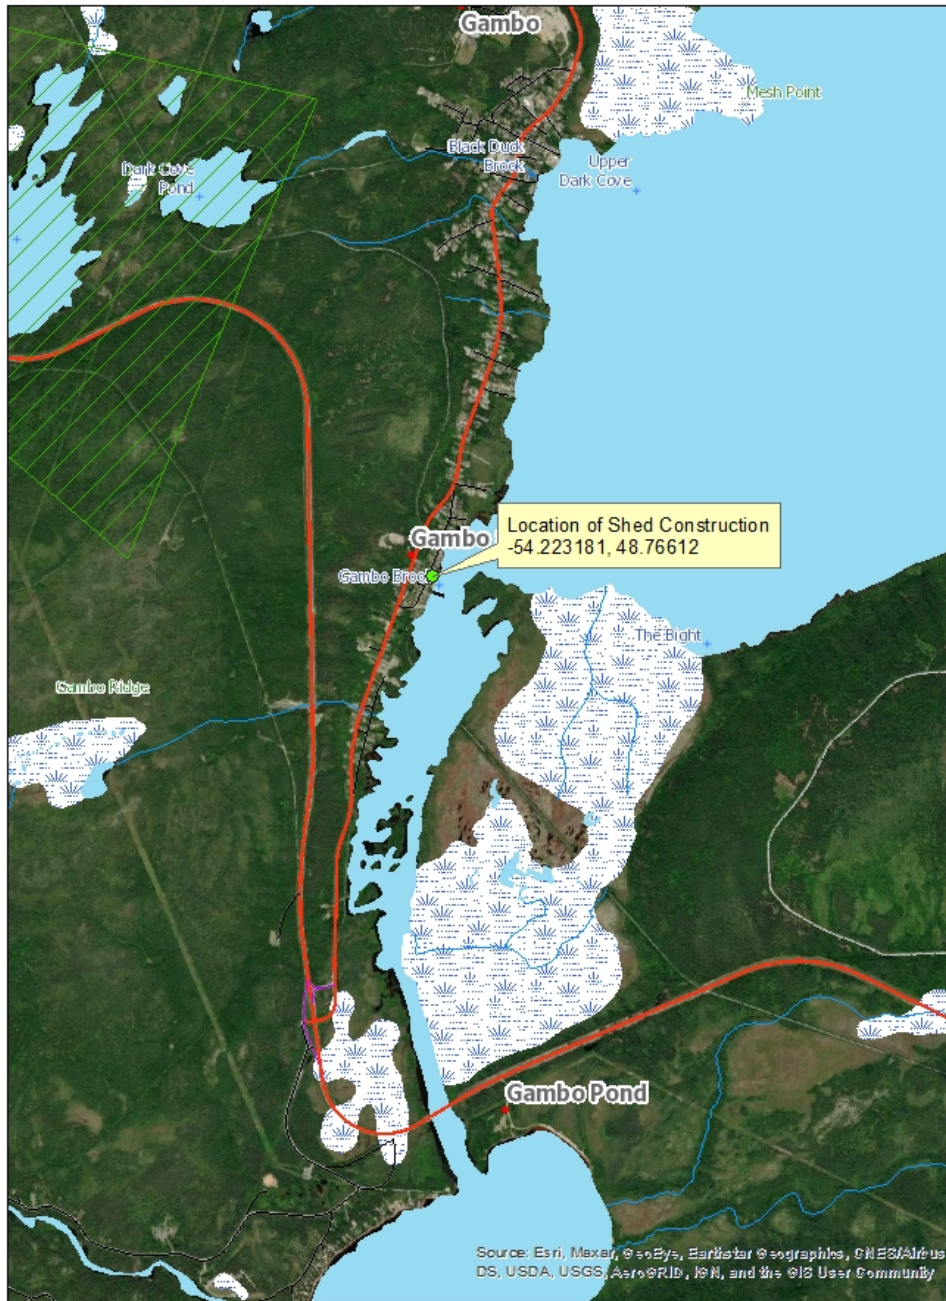 Gambo
Mesh Point
Black Duck
Brook
Upper
Dark Cove
Dark Cove
Pond
Location of Shed Construction
-54.223181, 48.76612
Gambo
Gambo Broo
The Bight
Gambo Ridge
Gambo Pond
Source: Esri, Maxar, GeoEye, Earthstar Geographics, CNES/Airbus
DS, USDA, USGS, AeroGRID, IGN, and the GIS User Community